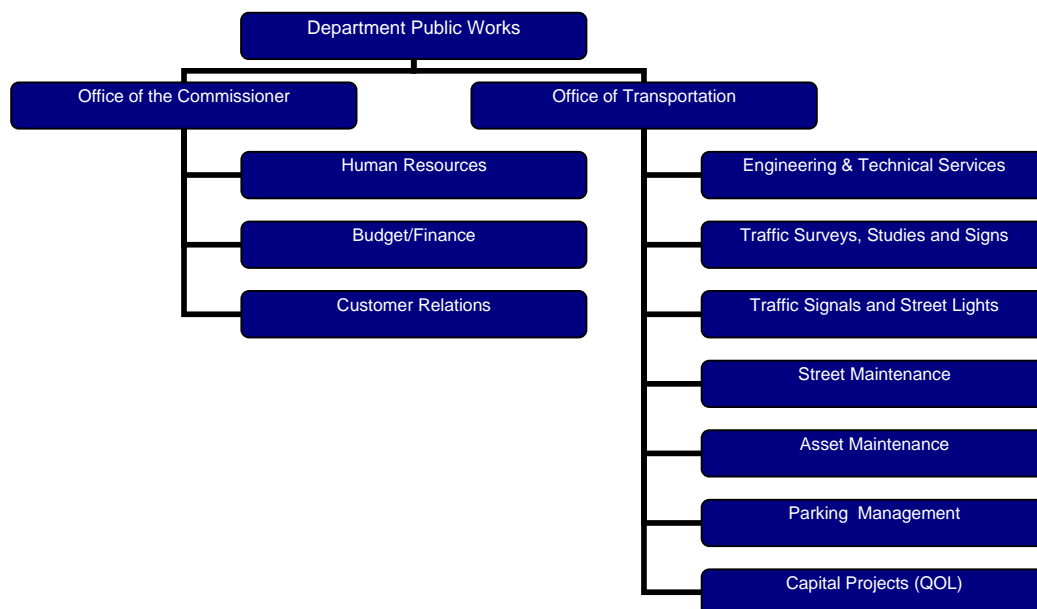 Department Public Works
Office of the Commissioner
Office of Transportation
Human Resources
Engineering & Technical Services
Budget/Finance
Traffic Surveys, Studies and Signs
Customer Relations
Traffic Signals and Street Lights
Street Maintenance
Asset Maintenance
Parking Management
Capital Projects (QOL)